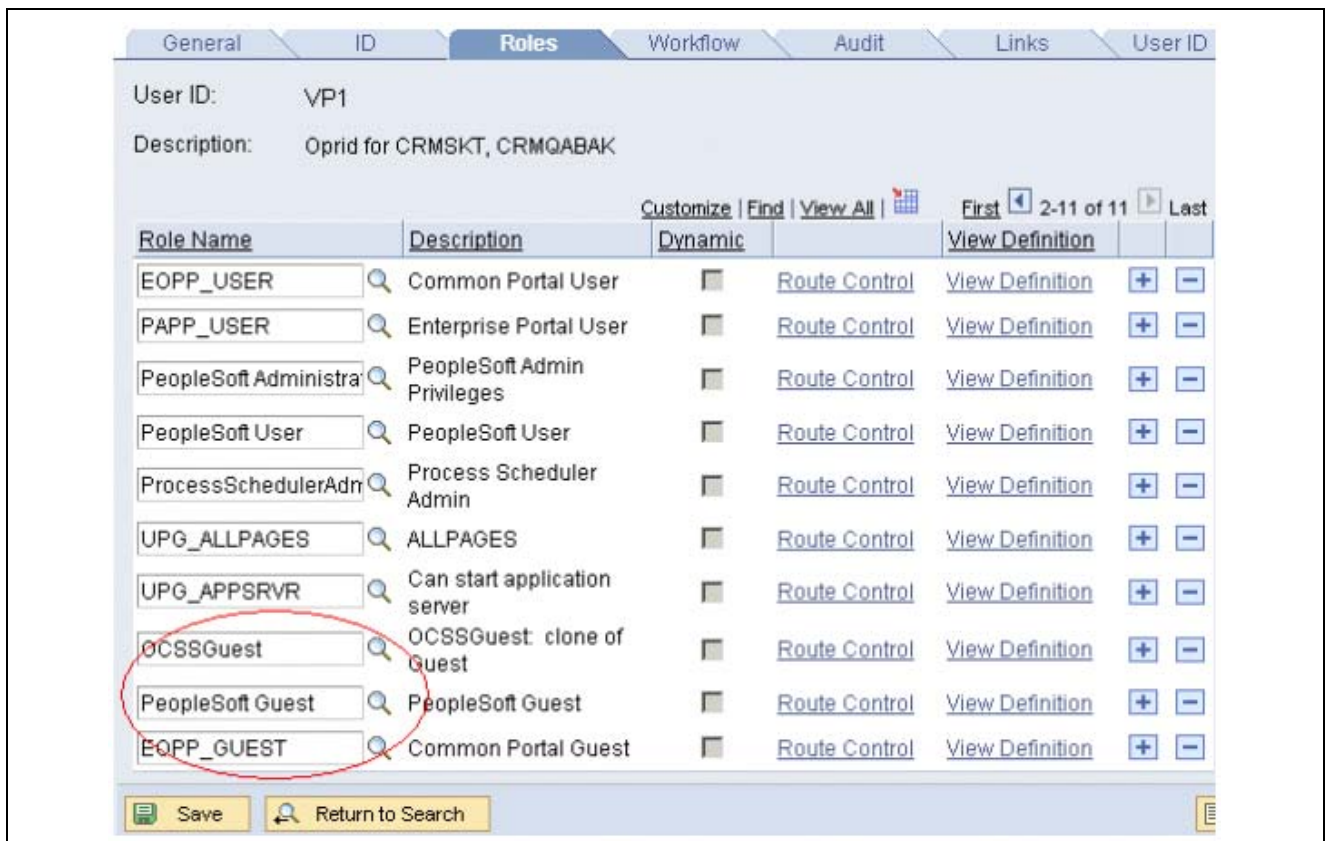 General ID Roles Workflow Audit Links User ID
User ID: VP1
Description: Oprid for CRMSKT, CRMQABAK
Customize | Find | View All | First 2-11 of 11 Last
Role Name Description Dynamic View Definition
EOPP_USER Common Portal User Route Control View Definition + -
PAPP_USER Enterprise Portal User Route Control View Definition + -
PeopleSoft Administra PeopleSoft Admin Privileges Route Control View Definition + -
PeopleSoft User PeopleSoft User Route Control View Definition + -
ProcessSchedulerAdm Process Scheduler Admin Route Control View Definition + -
UPG_ALLPAGES ALLPAGES Route Control View Definition + -
UPG_APPSRVR Can start application server Route Control View Definition + -
OCSSGuest OCSSGuest: clone of Guest Route Control View Definition + -
PeopleSoft Guest PeopleSoft Guest Route Control View Definition + -
EOPP_GUEST Common Portal Guest Route Control View Definition + -
Save Return to Search